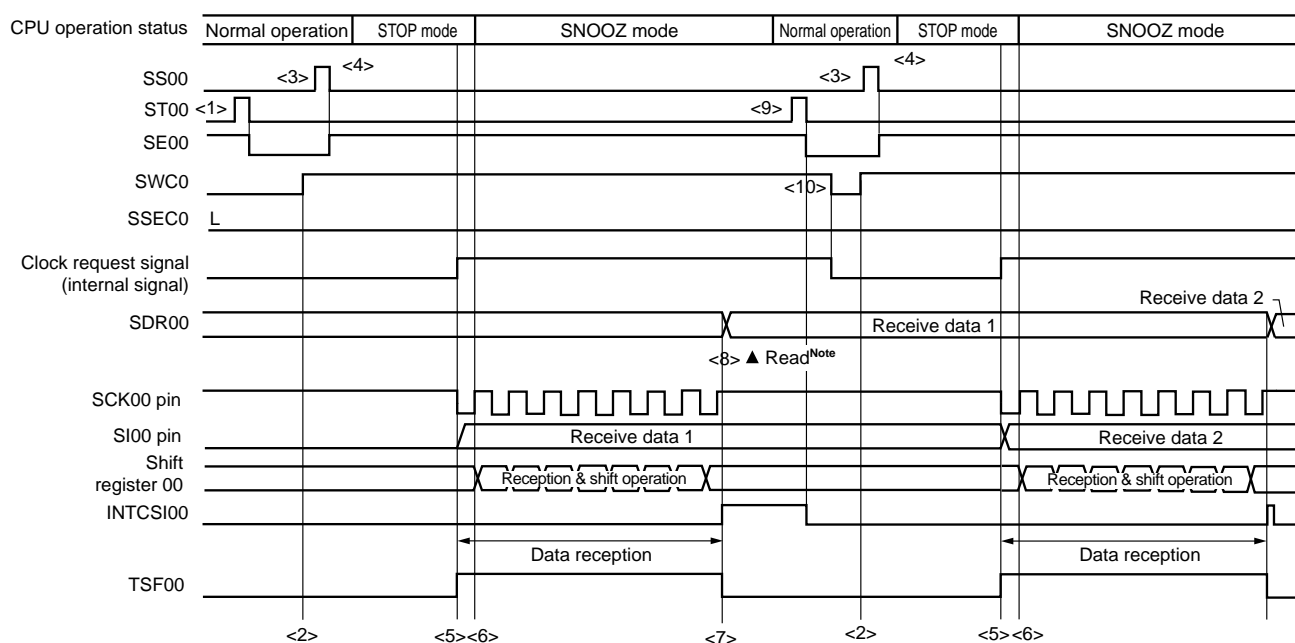 CPU operation status Normal operation STOP mode SNOOZ mode Normal operation STOP mode SNOOZ mode
SS00 <3> <4> <3> <4>
ST00 <1> <9>
SE00
SWC0 <10>
SSEC0 L
Clock request signal
(internal signal)
Receive data 2
SDR00 Receive data 1
<8> ▲ ReadNote
SCK00 pin
SI00 pin Receive data 1 Receive data 2
Shift
register 00 Reception & shift operation Reception & shift operation
INTCSI00
Data reception Data reception
TSF00
<2> <5><6> <7> <2> <5><6>